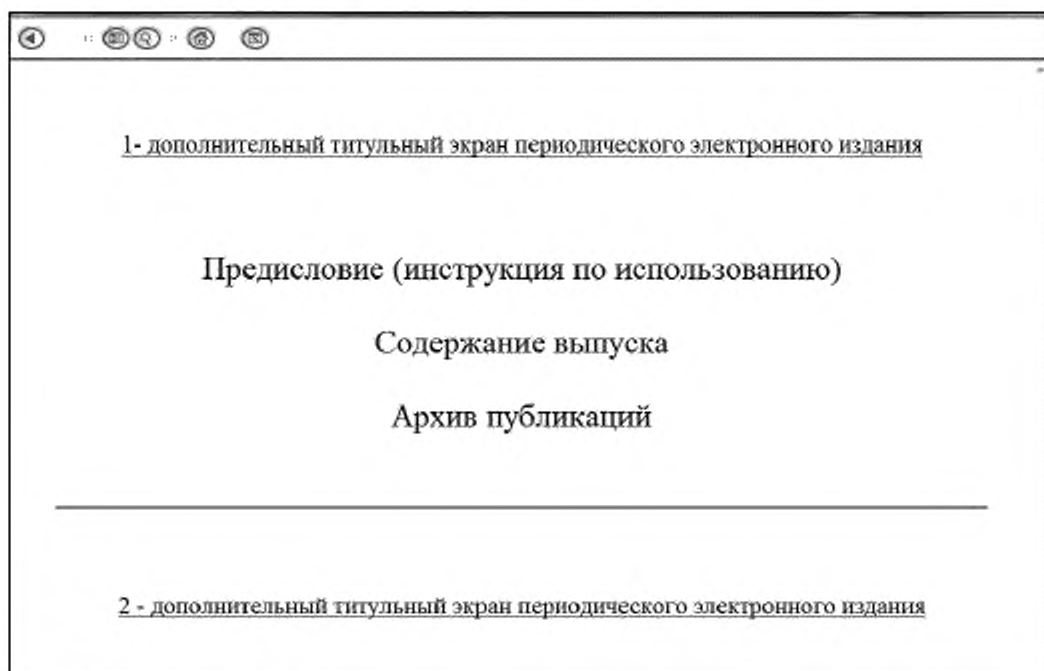 1- дополнительный титульный экран периодического электронного издания
Предисловие (инструкция по использованию)
Содержание выпуска
Архив публикаций
2 - дополнительный титульный экран периодического электронного издания